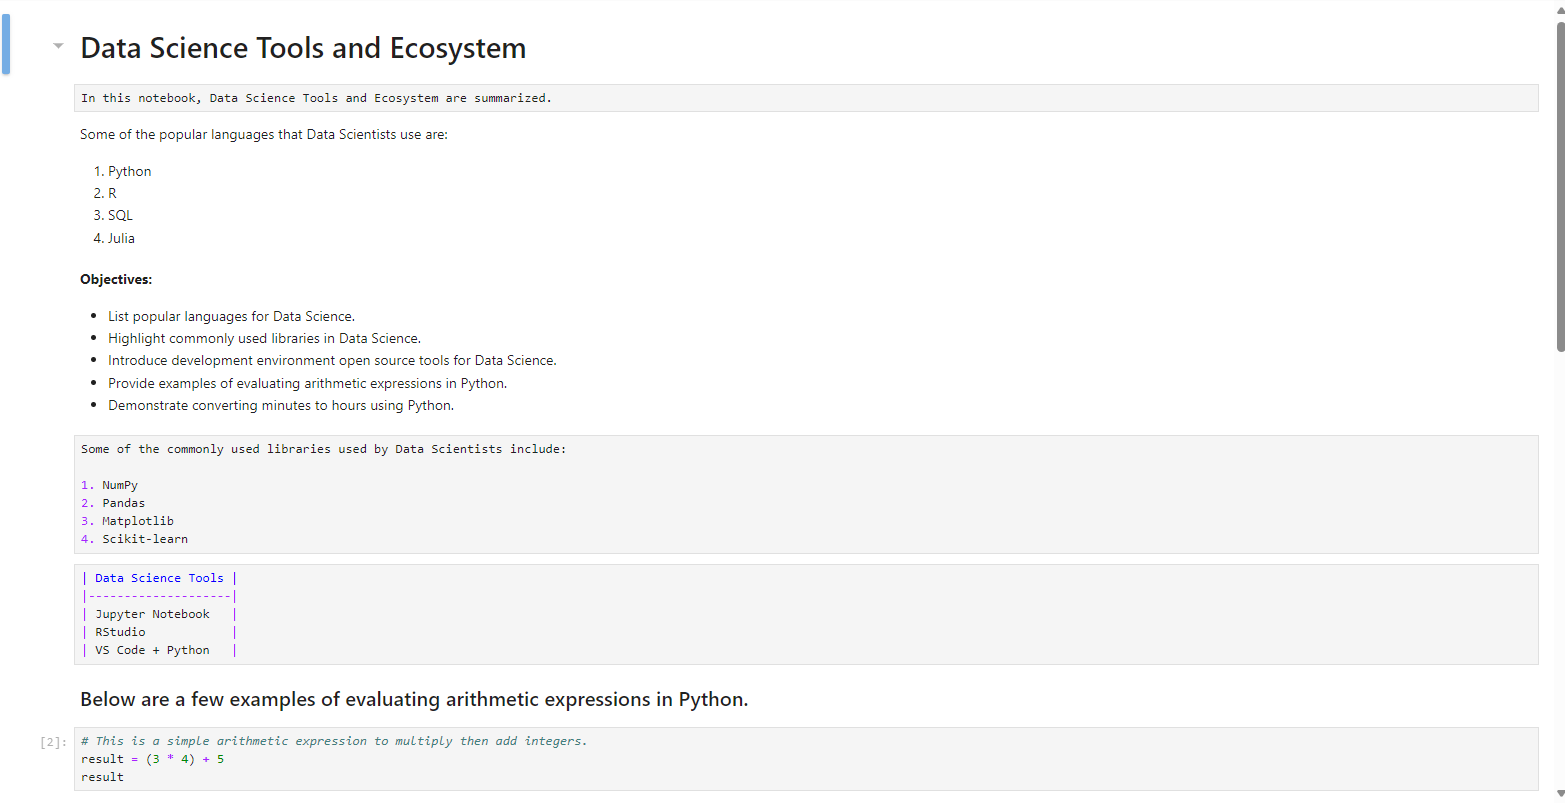 Data Science Tools and Ecosystem
In this notebook, Data Science Tools and Ecosystem are summarized.
Some of the popular languages that Data Scientists use are:
1. Python
2. R
3. SQL
4. Julia
Objectives:
• List popular languages for Data Science.
• Highlight commonly used libraries in Data Science.
• Introduce development environment open source tools for Data Science.
• Provide examples of evaluating arithmetic expressions in Python.
• Demonstrate converting minutes to hours using Python.
Some of the commonly used libraries used by Data Scientists include:
1. NumPy
2. Pandas
3. Matplotlib
4. Scikit-learn
| Data Science Tools |
|--------------------|
| Jupyter Notebook   |
| RStudio            |
| VS Code + Python   |
Below are a few examples of evaluating arithmetic expressions in Python.
[2]: # This is a simple arithmetic expression to multiply then add integers.
result = (3 * 4) + 5
result